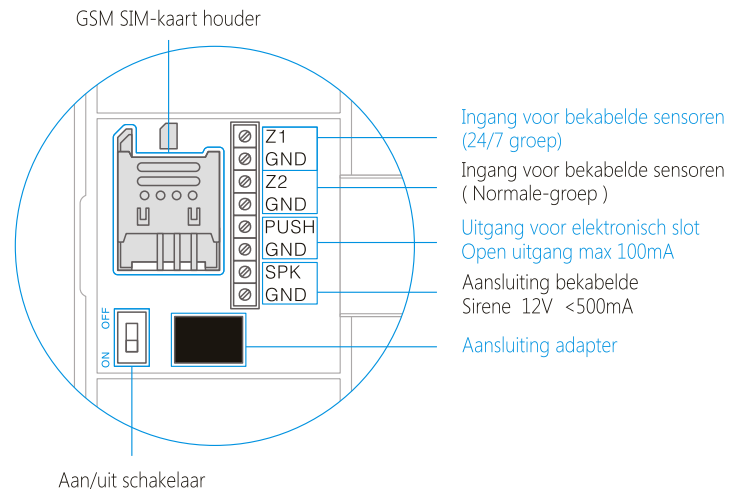 GSM SIM-kaart houder
Z1
GND
Z2
GND
PUSH
GND
SPK
GND
Ingang voor bekabelde sensoren
(24/7 groep)
Ingang voor bekabelde sensoren
( Normale-groep )
Uitgang voor elektronisch slot
Open uitgang max 100mA
Aansluiting bekabelde
Sirene 12V <500mA
Aansluiting adapter
OFF
ON
Aan/uit schakelaar